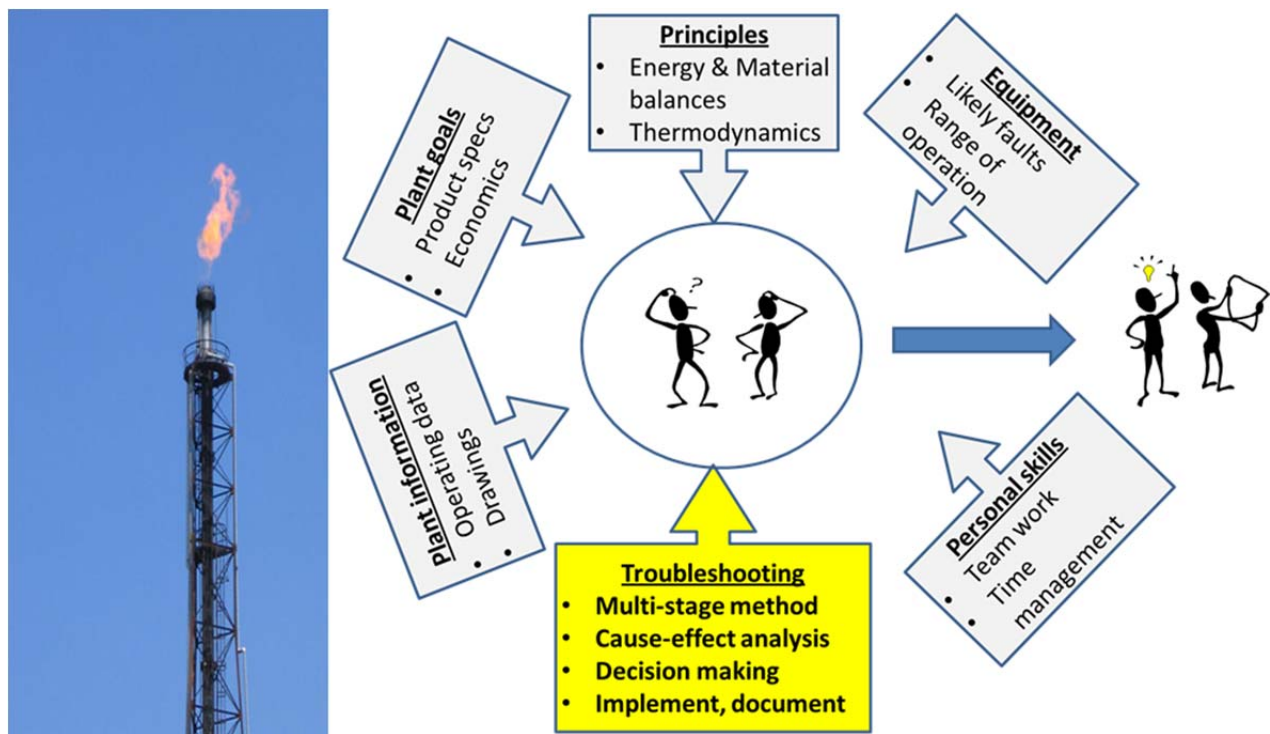 Principles
• Energy & Material
balances
• Thermodynamics
Plant goals
• Product specs
• Economics
Equipment
• Likely faults
• Range of
operation
?
Plant information
• Operating data
• Drawings
Personal skills
• Team work
• Time
management
Troubleshooting
• Multi-stage method
• Cause-effect analysis
• Decision making
• Implement, document